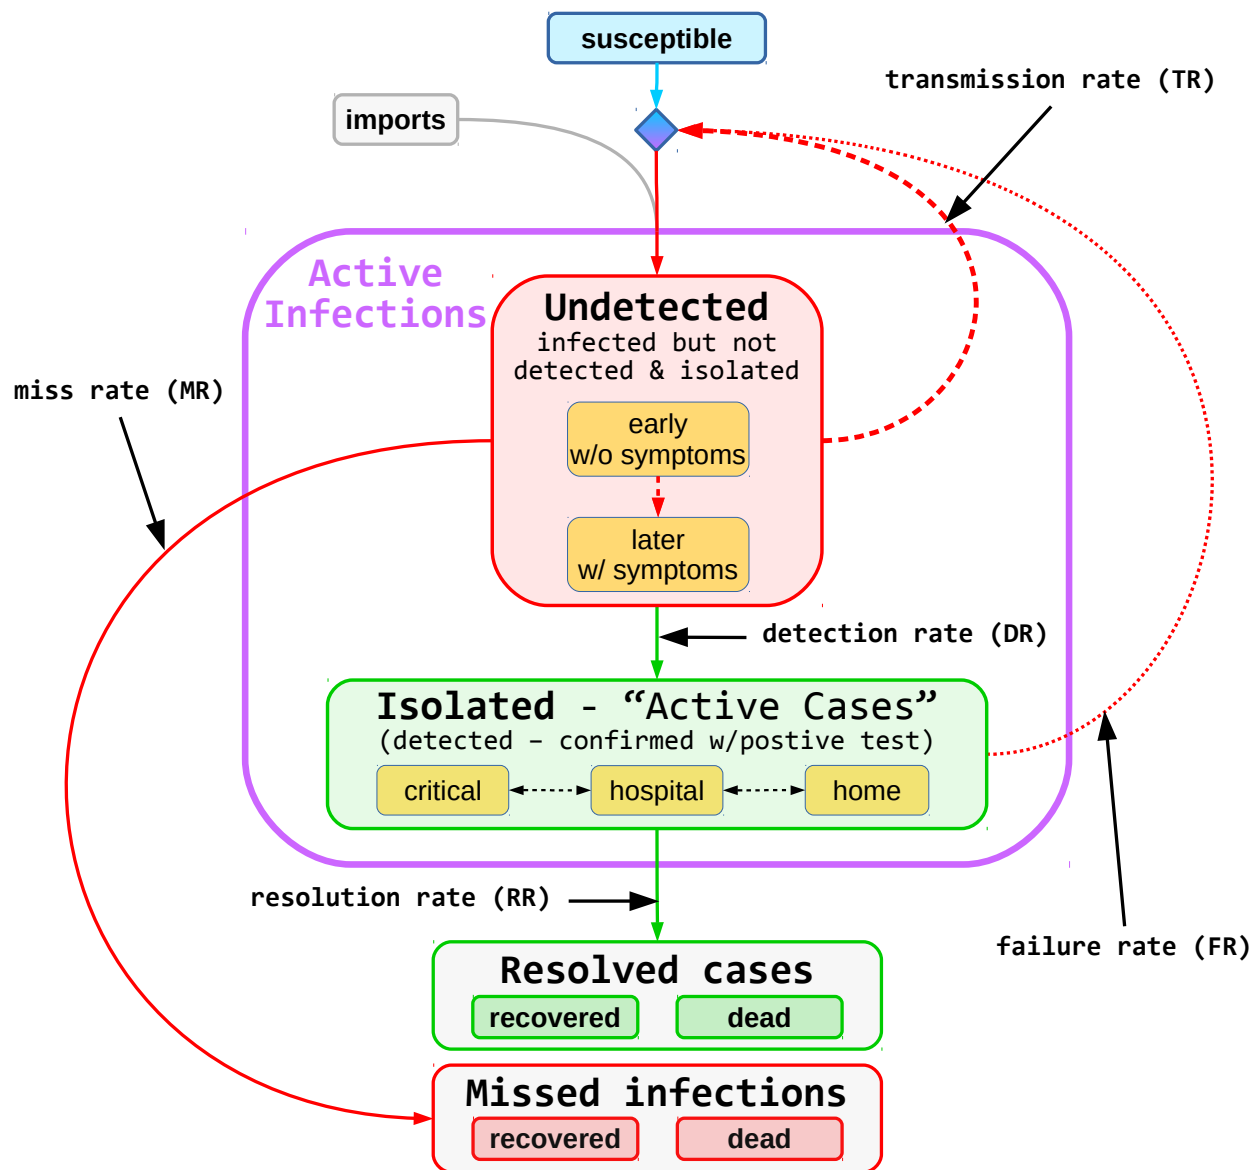 susceptible
transmission rate (TR)
imports
Active
Infections
Undetected
infected but not
detected & isolated
miss rate (MR)
early
w/o symptoms
later
w/ symptoms
detection rate (DR)
Isolated - “Active Cases”
(detected – confirmed w/postive test)
critical
hospital
home
resolution rate (RR)
failure rate (FR)
Resolved cases
recovered
dead
Missed infections
recovered
dead